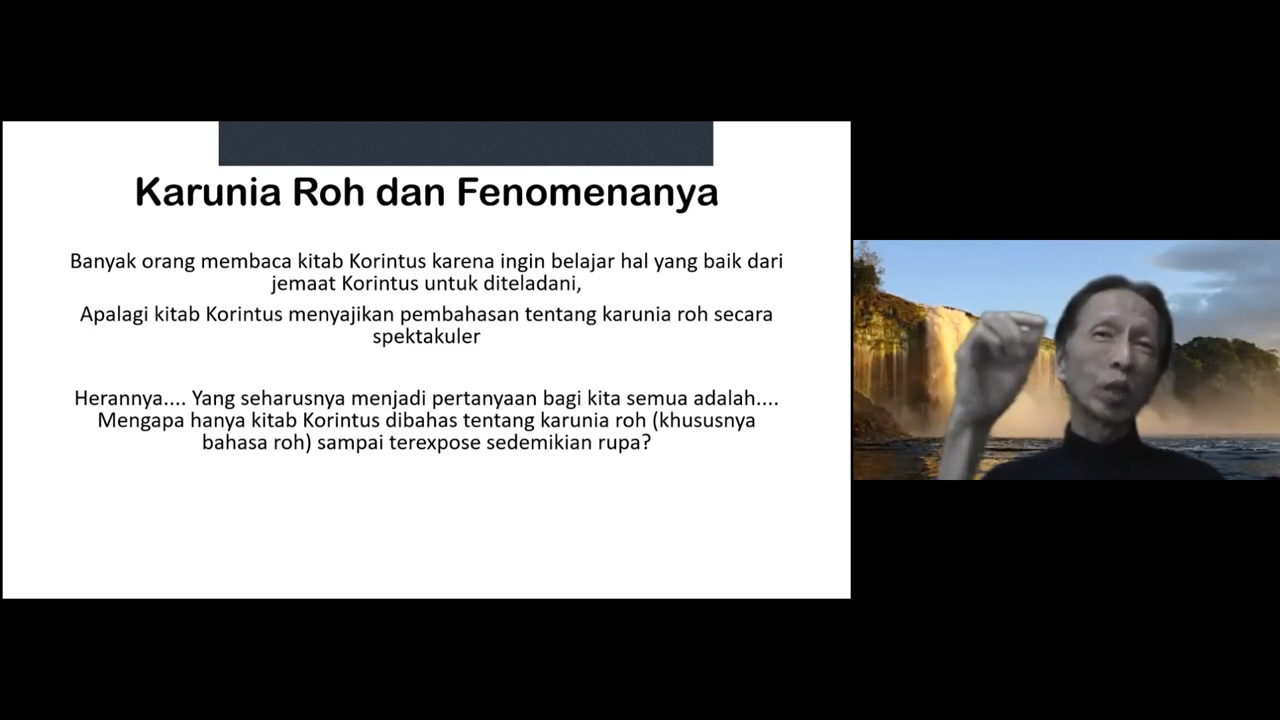 Karunia Roh dan Fenomenanya
Banyak orang membaca kitab Korintus karena ingin belajar hal yang baik dari
jemaat Korintus untuk diteladani,
Apalagi kitab Korintus menyajikan pembahasan tentang karunia roh secara
spektakuler
Herannya.... Yang seharusnya menjadi pertanyaan bagi kita semua adalah....
Mengapa hanya kitab Korintus dibahas tentang karunia roh (khususnya
bahasa roh) sampai terexpose sedemikian rupa?